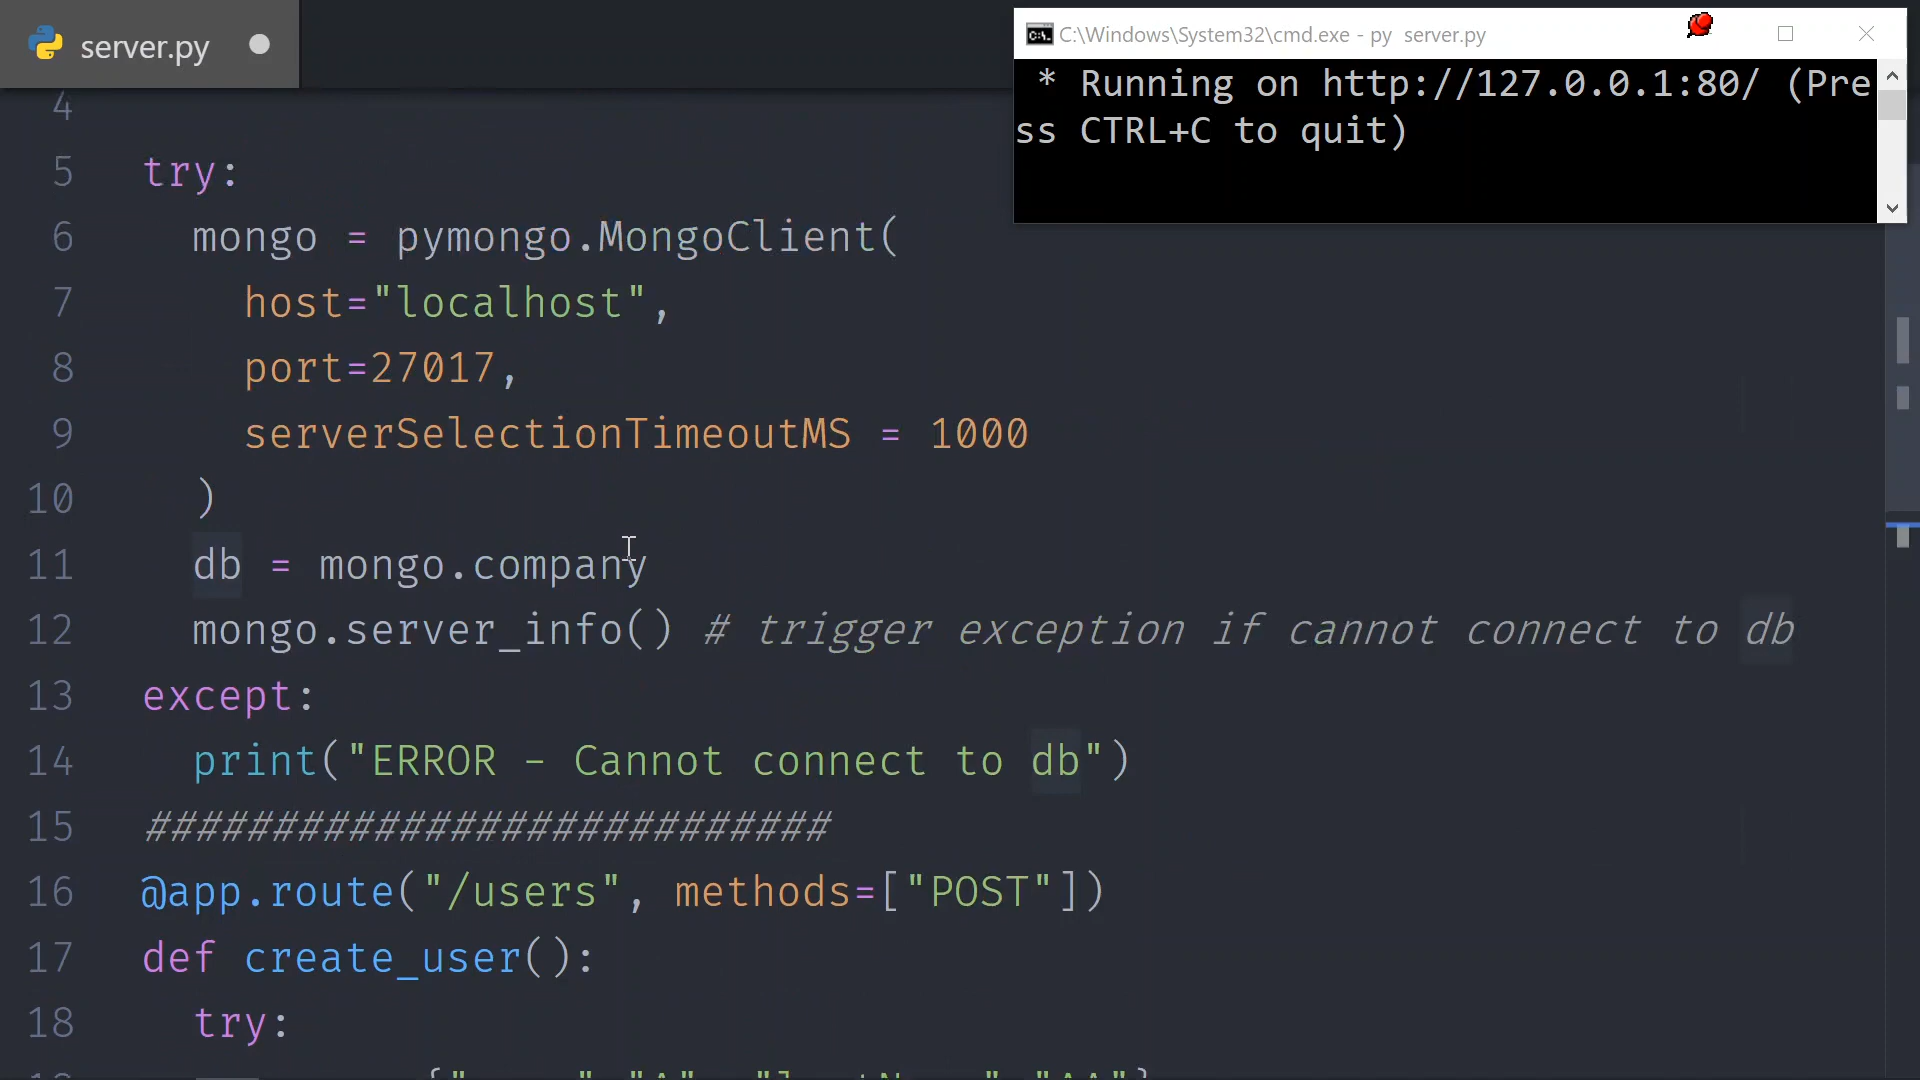 server.py
C:\Windows\System32\cmd.exe - py  server.py
* Running on http://127.0.0.1:80/ (Pre
ss CTRL+C to quit)
4
5 try:
6 mongo = pymongo.MongoClient(
7 host="localhost",
8 port=27017,
9 serverSelectionTimeoutMS = 1000
10 )
11 db = mongo.company
12 mongo.server_info() # trigger exception if cannot connect to db
13 except:
14 print("ERROR - Cannot connect to db")
15 ###########################
16 @app.route("/users", methods=["POST"])
17 def create_user():
18 try: